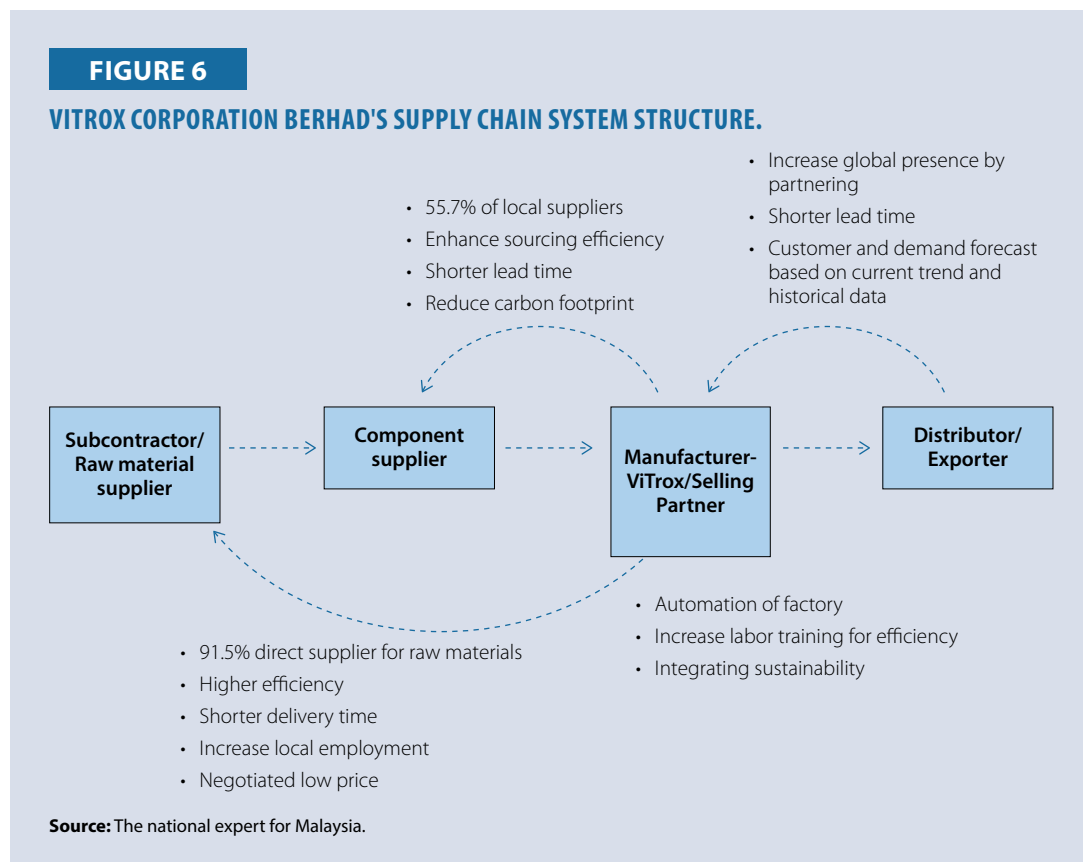 FIGURE 6
VITROX CORPORATION BERHAD'S SUPPLY CHAIN SYSTEM STRUCTURE.
• Increase global presence by
partnering
• Shorter lead time
• Customer and demand forecast
based on current trend and
historical data
• 55.7% of local suppliers
• Enhance sourcing efficiency
• Shorter lead time
• Reduce carbon footprint
Subcontractor/
Raw material
supplier
Component
supplier
Manufacturer-
ViTrox/Selling
Partner
Distributor/
Exporter
• Automation of factory
• Increase labor training for efficiency
• Integrating sustainability
• 91.5% direct supplier for raw materials
• Higher efficiency
• Shorter delivery time
• Increase local employment
• Negotiated low price
Source: The national expert for Malaysia.